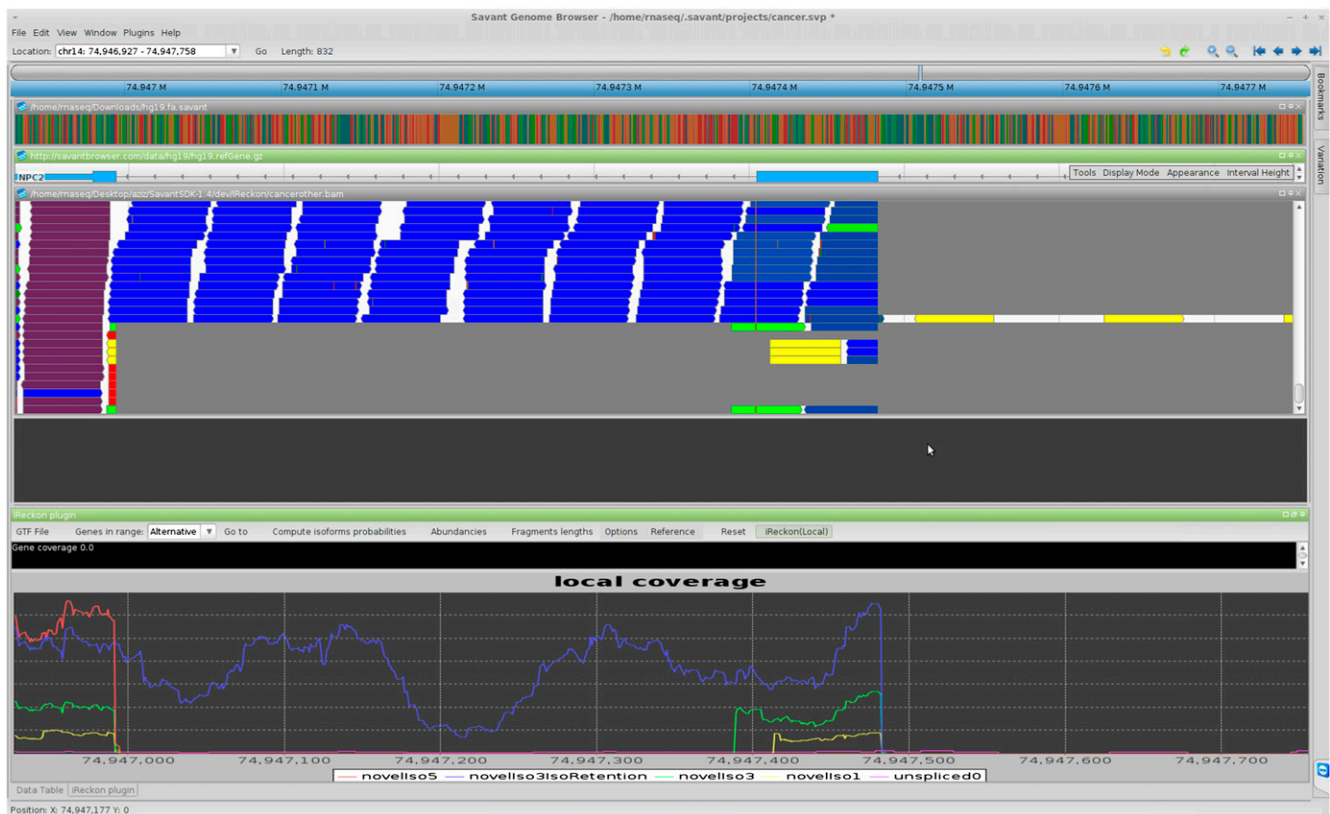 Savant Genome Browser - /home/rnaseq/.savant/projects/cancer.svp *
File Edit View Window Plugins Help
Location: chr14: 74,946,927 - 74,947,758 Go Length: 832
Bookmarks
Variation
74.947 M 74.9471 M 74.9472 M 74.9473 M 74.9474 M 74.9475 M 74.9476 M 74.9477 M
/home/rnaseq/Downloads/hg19.fa.savant
http://savantbrowser.com/data/hg19/hg19.refGene.gz
NPC2 Tools Display Mode Appearance Interval Height
/home/rnaseq/Desktop/aziz/SavantSDK-1.4/dev/IReckon/cancerother.bam
iReckon plugin
GTF File Genes in range: Alternative Go to Compute isoforms probabilities Abundancies Fragments lengths Options Reference Reset iReckon(Local)
Gene coverage 0.0
local coverage
74,947,000 74,947,100 74,947,200 74,947,300 74,947,400 74,947,500 74,947,600 74,947,700
novelIso5 novelIso3IsoRetention novelIso3 novelIso1 unspliced0
Data Table iReckon plugin
Position: X: 74,947,177 Y: 0